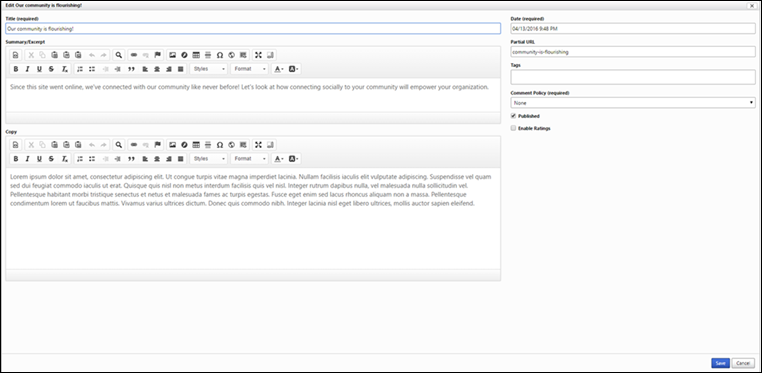 Edit Our community is flourishing!
Title (required)
Our community is flourishing!
Summary/Excerpt
Styles
Format
Since this site went online, we've connected with our community like never before! Let's look at how connecting socially to your community will empower your organization.
Copy
Styles
Format
Lorem ipsum dolor sit amet, consectetur adipiscing elit. Ut congue turpis vitae magna imperdiet lacinia. Nullam facilisis iaculis elit vulputate adipiscing. Suspendisse vel quam
sed dui feugiat commodo iaculis ut erat. Quisque quis nisl non metus interdum facilisis quis vel nisl. Integer rutrum dapibus nulla, vel malesuada nulla sollicitudin vel.
Pellentesque habitant morbi tristique senectus et netus et malesuada fames ac turpis egestas. Fusce eget enim sed lacus rhoncus aliquam non a massa. Pellentesque
condimentum lorem ut faucibus mattis. Vivamus varius ultrices dictum. Donec quis commodo nibh. Integer lacinia nisl eget libero ultrices, mollis auctor sapien eleifend.
Date (required)
04/13/2016 9:48 PM
Partial URL
community-is-flourishing
Tags
Comment Policy (required)
None
Published
Enable Ratings
Save
Cancel